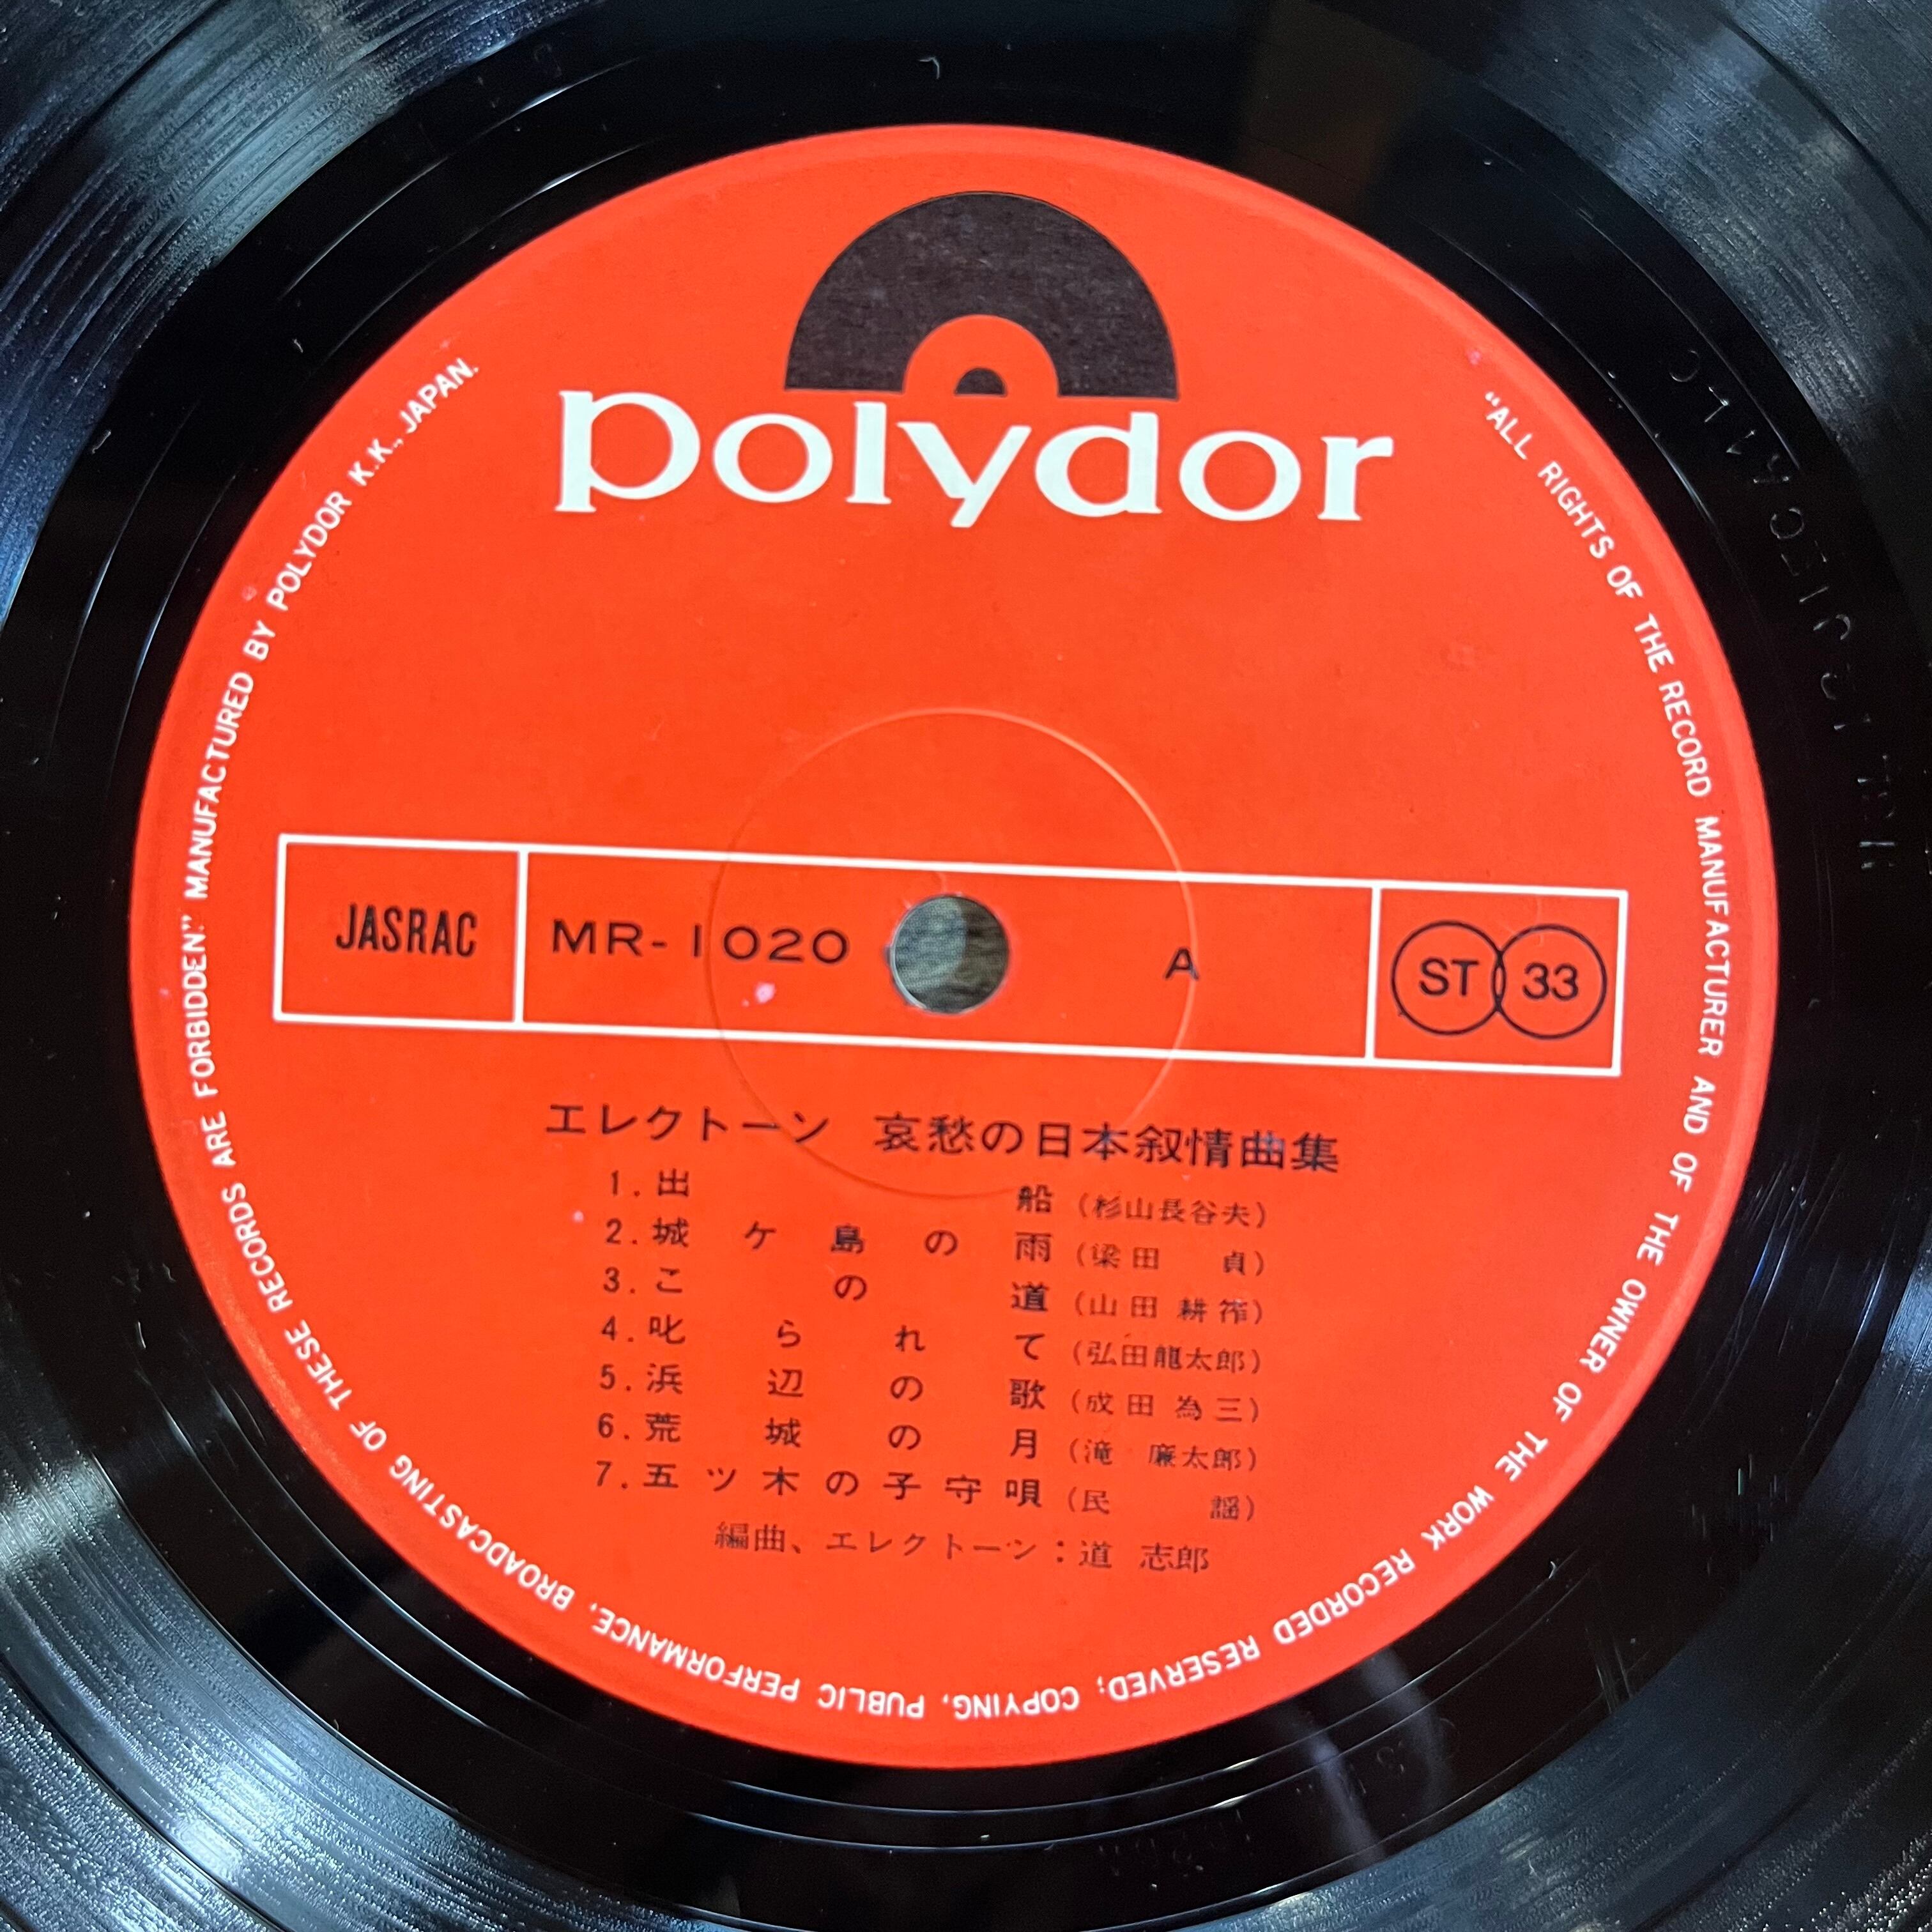 polydor
JASRAC
MR-1020
A
ST 33
エレクトーン 哀愁の日本叙情曲集
1.出船(杉山長谷夫)
2.城ヶ島の雨(梁田 貞)
3.この道(山田耕筰)
4.叱られて(弘田龍太郎)
5.浜辺の歌(成田為三)
6.荒城の月(滝 廉太郎)
7.五ツ木の子守唄(民謡)
編曲、エレクトーン：道 志郎
"ALL RIGHTS OF THE RECORD MANUFACTURER AND OF THE OWNER OF THE WORK RECORDED RESERVED; COPYING, PUBLIC PERFORMANCE, BROADCASTING OF THESE RECORDS ARE FORBIDDEN." MANUFACTURED BY POLYDOR K.K., JAPAN.